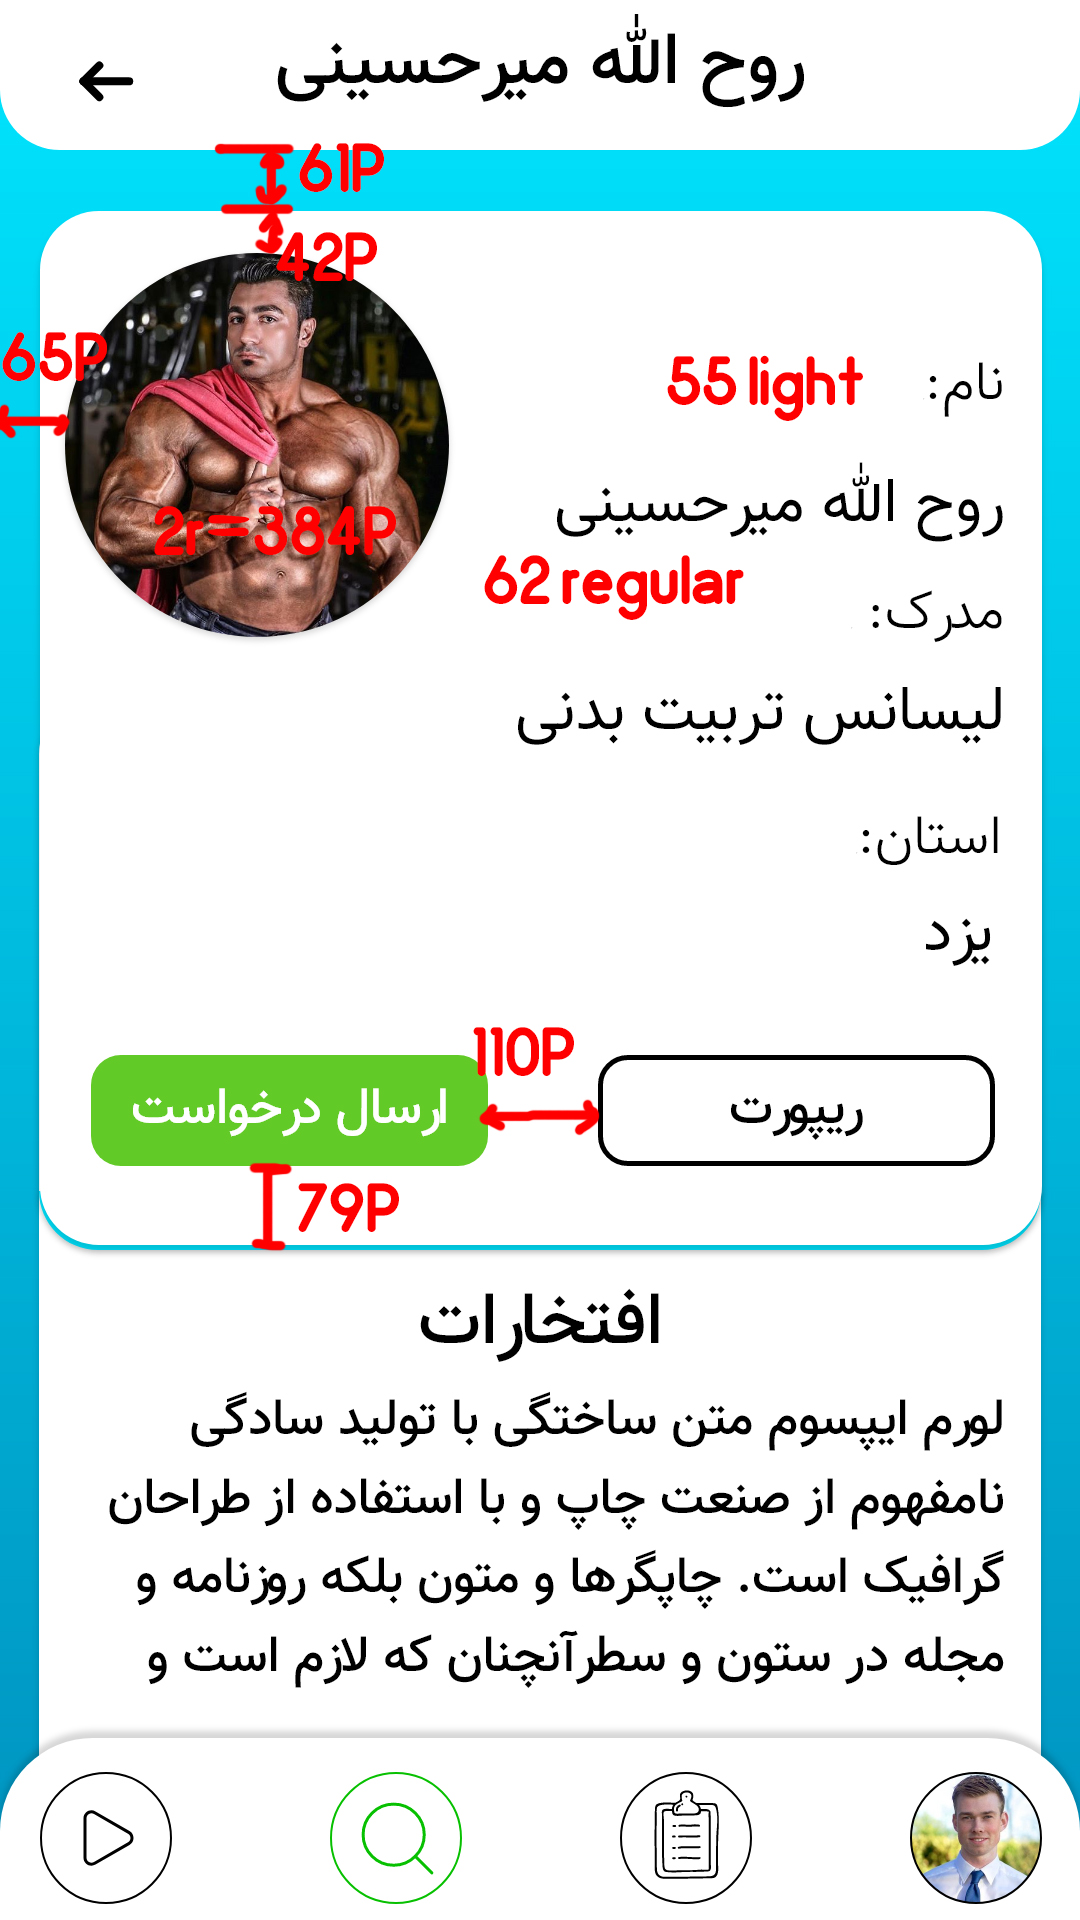 روح الله میرحسینی
61P
42P
65P
55 light
نام:
2r=384P
روح الله میرحسینی
62 regular
مدرک:
لیسانس تربیت بدنی
استان:
یزد
110P
ریپورت
ارسال درخواست
79P
افتخارات
لورم ایپسوم متن ساختگی با تولید سادگی
نامفهوم از صنعت چاپ و با استفاده از طراحان
گرافیک است. چاپگرها و متون بلکه روزنامه و
مجله در ستون و سطرآنچنان که لازم است و